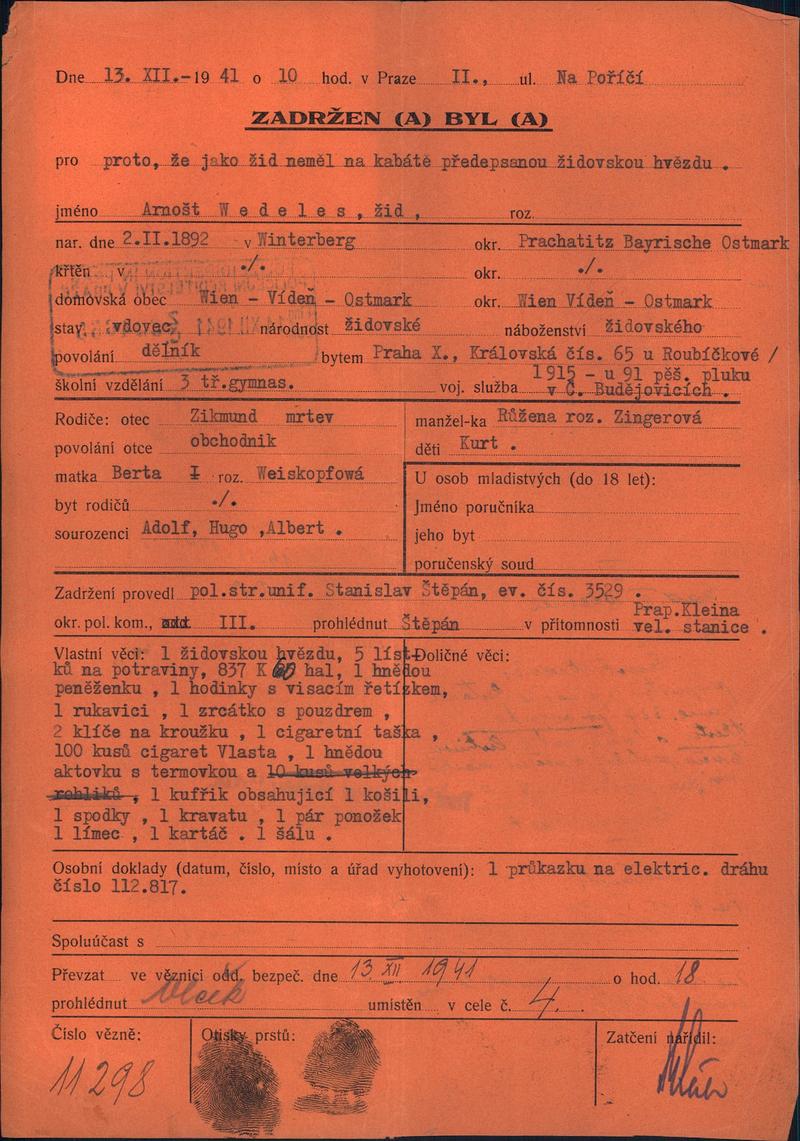 Dne 13. XII.-19 41 o 10 hod. v Praze II., ul. Na Poříčí
ZADRŽEN (A) BYL (A)
pro proto, že jako žid neměl na kabátě předepsanou židovskou hvězdu .
jméno Arnošt W e d e l e s , žid , roz.
nar. dne 2.II.1892 v Winterberg okr. Prachatitz Bayrische Ostmark
křtěn v ./. okr. ./.
domovská obec Wien - Vídeň - Ostmark okr. Wien Vídeň - Ostmark
stav vdovec národnost židovské náboženství židovského
povolání dělník bytem Praha X., Královská čís. 65 u Roubíčkové /
školní vzdělání 3 tř.gymnas. voj. služba 1915 - u 91 pěš. pluku
v Č. Budějovicích .
Rodiče: otec Zikmund mrtev manžel-ka Růžena roz. Zingerová
povolání otce obchodnik děti Kurt .
matka Berta roz. Weiskopfová U osob mladistvých (do 18 let):
byt rodičů ./. Jméno poručníka
sourozenci Adolf, Hugo ,Albert . jeho byt
poručenský soud
Zadržení provedl pol.str.unif. Stanislav Štěpán, ev. čís. 3529 .
okr. pol. kom., III. prohlédnut Štěpán v přítomnosti Prap.Kleina
vel. stanice .
Vlastní věci: 1 židovskou hvězdu, 5 líst- Doličné věci:
ků na potraviny, 837 K 60 hal, 1 hnědou
peněženku , 1 hodinky s visacím řetízkem,
1 rukavici , 1 zrcátko s pouzdrem ,
2 klíče na kroužku , 1 cigaretní taška ,
100 kusů cigaret Vlasta , 1 hnědou
aktovku s termovkou a 10 kusů velkých
rohlíků , 1 kufřik obsahujicí 1 košili,
1 spodky , 1 kravatu , 1 pár ponožek
1 límec , 1 kartáč . 1 šálu .
Osobní doklady (datum, číslo, místo a úřad vyhotovení): 1 průkazku na elektric. dráhu
číslo 112.817.
Spoluúčast s
Převzat ve věznici odd. bezpeč. dne 13 XII 1941 o hod. 18
prohlédnut umístěn v cele č. 4.
Číslo vězně: Otisky prstů: Zatčení nařídil:
11298